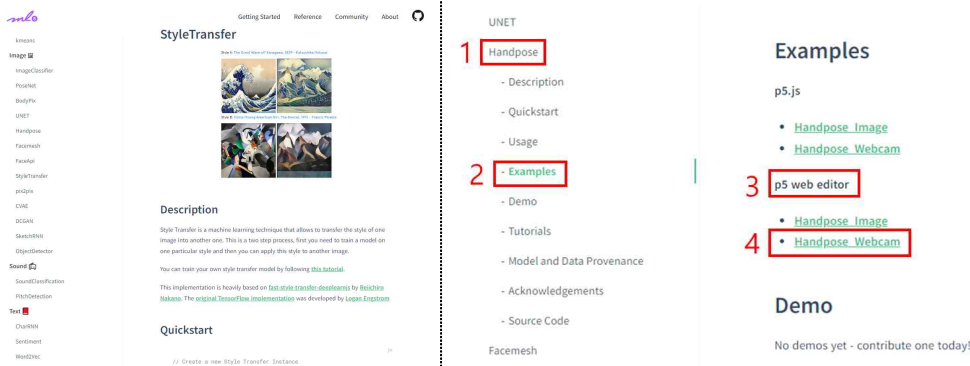 ml5
Getting Started
Reference
Community
About
kmeans
Image
ImageClassifier
PoseNet
BodyPix
UNET
Handpose
Facemesh
FaceApi
StyleTransfer
pix2pix
CVAE
DCGAN
SketchRNN
ObjectDetector
Sound
SoundClassification
PitchDetection
Text
CharRNN
Sentiment
Word2Vec
StyleTransfer
Description
Style Transfer is a machine learning technique that allows to transfer the style of one
image into another one. This is a two step process, first you need to train a model on
one particular style and then you can apply this style to another image.
You can train your own style transfer model by following this tutorial.
This implementation is heavily based on fast-style-transfer-deeplearnjs by Reiichiro
Nakano. The original TensorFlow implementation was developed by Logan Engstrom
Quickstart
// Create a new Style Transfer Instance
UNET
1
Handpose
- Description
- Quickstart
- Usage
2
- Examples
- Demo
- Tutorials
- Model and Data Provenance
- Acknowledgements
- Source Code
Facemesh
Examples
p5.js
• Handpose_Image
• Handpose_Webcam
3
p5 web editor
• Handpose_Image
4
• Handpose_Webcam
Demo
No demos yet - contribute one today!